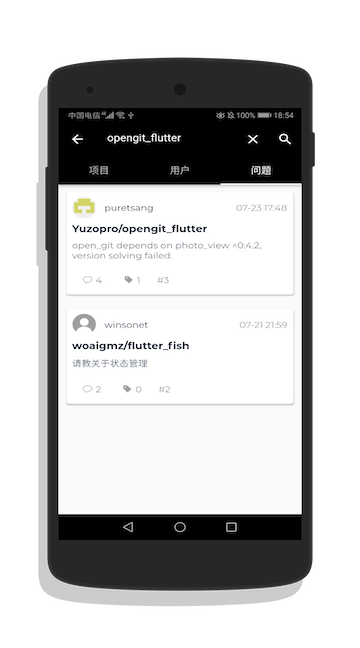 中国电信 100% 18:54
opengit_flutter
项目 用户 问题
puretsang 07-23 17:48
Yuzopro/opengit_flutter
open_git depends on photo_view ^0.4.2,
version solving failed.
4 1 #3
winsonet 07-21 21:59
woaigmz/flutter_fish
请教关于状态管理
2 0 #2